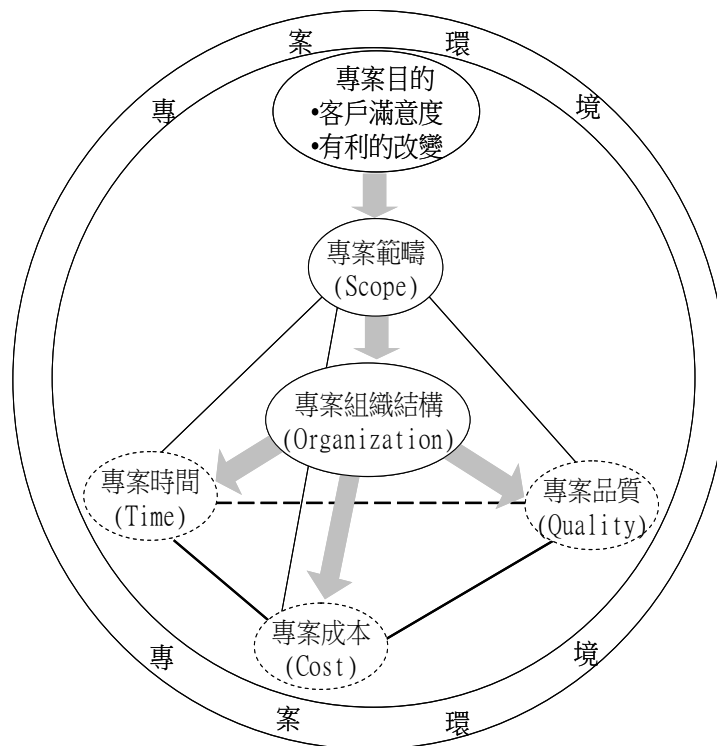 專案環境
專案目的
•客戶滿意度
•有利的改變
專案範疇
(Scope)
專案組織結構
(Organization)
專案時間
(Time)
專案品質
(Quality)
專案成本
(Cost)
專案環境